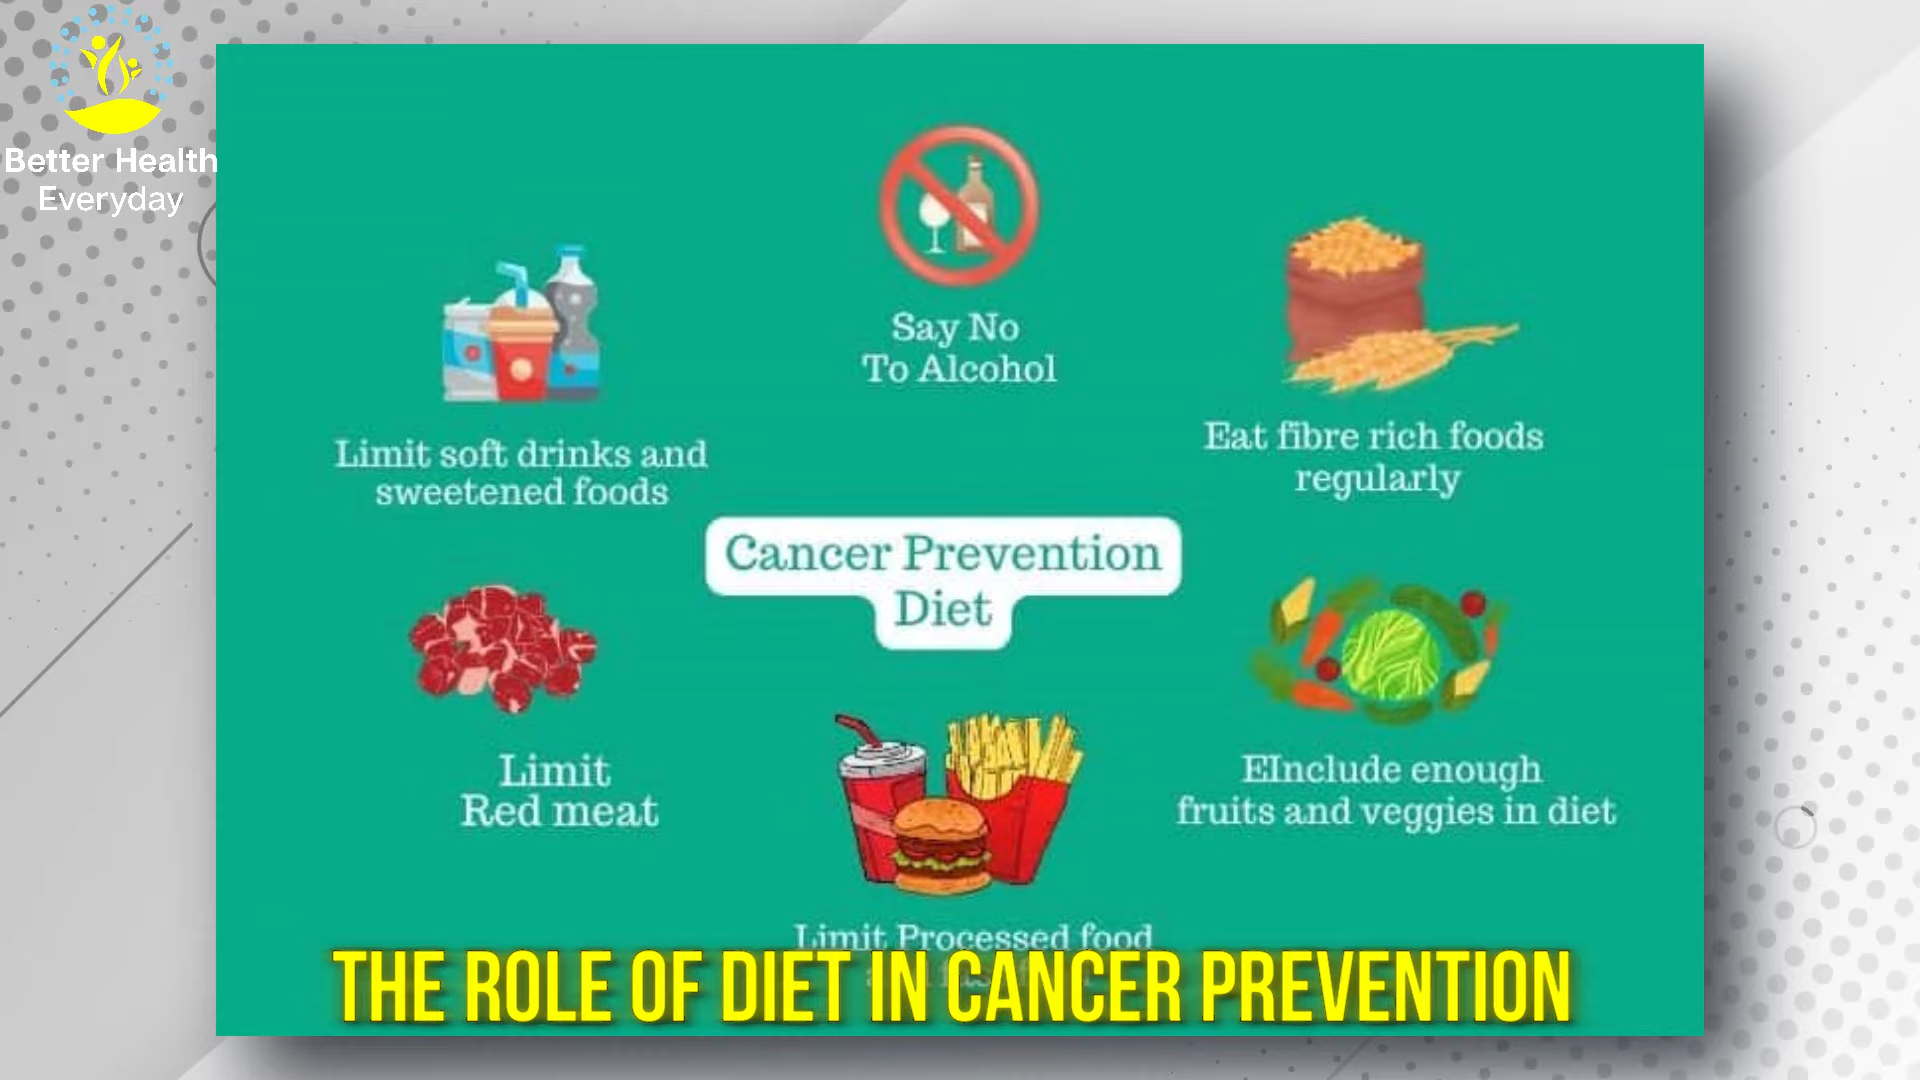 Better Health
Everyday
Say No
To Alcohol
Limit soft drinks and
sweetened foods
Eat fibre rich foods
regularly
Cancer Prevention
Diet
Limit
Red meat
EInclude enough
fruits and veggies in diet
Limit Processed food
THE ROLE OF DIET IN CANCER PREVENTION